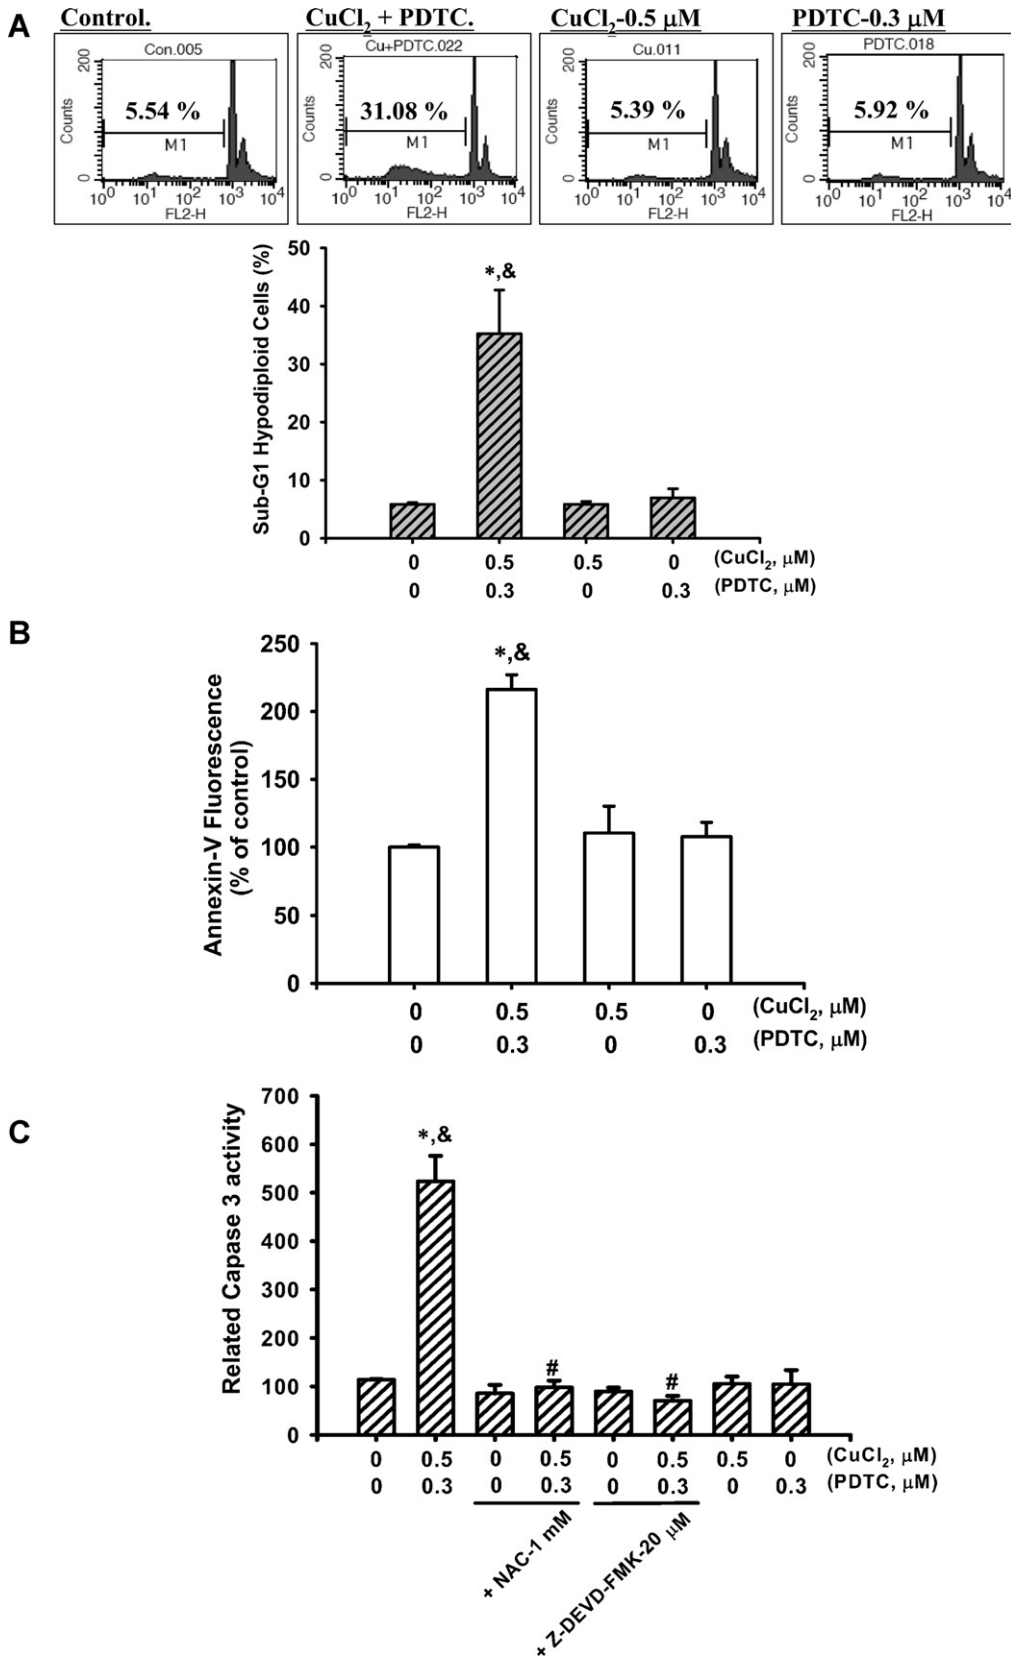 A
Control.
CuCl2 + PDTC.
CuCl2-0.5 μM
PDTC-0.3 μM
Con.005
Cu+PDTC.022
Cu.011
PDTC.018
200
Counts
0
5.54 %
M1
10^0 10^1 10^2 10^3 10^4
FL2-H
200
Counts
0
31.08 %
M1
10^0 10^1 10^2 10^3 10^4
FL2-H
200
Counts
0
5.39 %
M1
10^0 10^1 10^2 10^3 10^4
FL2-H
200
Counts
0
5.92 %
M1
10^0 10^1 10^2 10^3 10^4
FL2-H
Sub-G1 Hypodiploid Cells (%)
50
40
30
20
10
0
*,&
0 0.5 0.5 0 (CuCl2, μM)
0 0.3 0 0.3 (PDTC, μM)
B
Annexin-V Fluorescence
(% of control)
250
200
150
100
50
0
*,&
0 0.5 0.5 0 (CuCl2, μM)
0 0.3 0 0.3 (PDTC, μM)
C
Related Capase 3 activity
700
600
500
400
300
200
100
0
*,&
#
#
0 0.5 0 0.5 0 0.5 0.5 0 (CuCl2, μM)
0 0.3 0 0.3 0 0.3 0 0.3 (PDTC, μM)
+ NAC-1 mM
+ Z-DEVD-FMK-20 μM